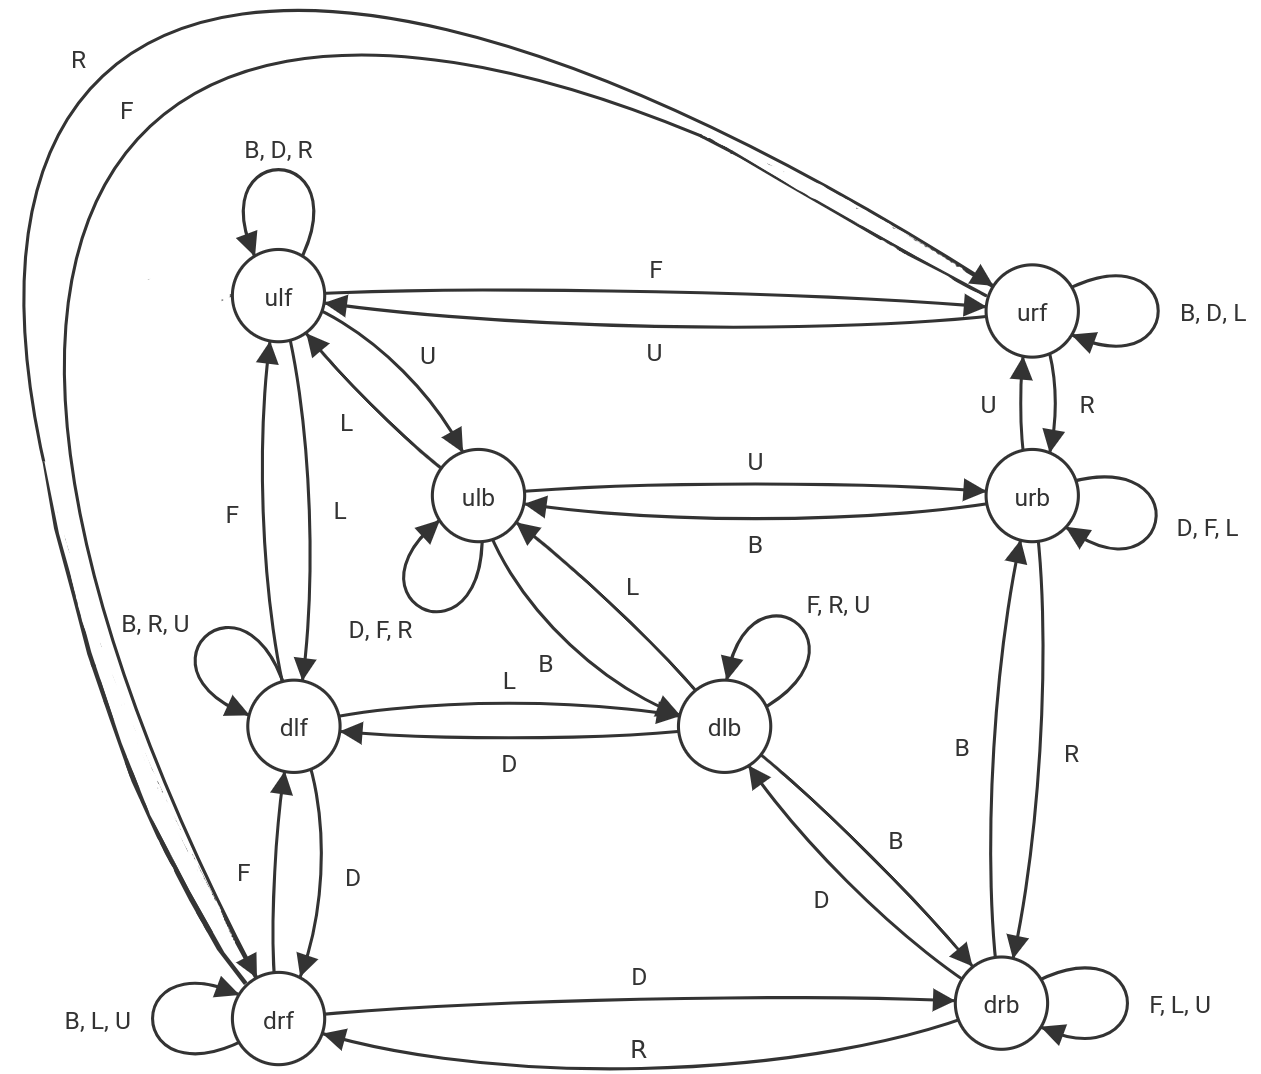 R
F
B, D, R
F
ulf
urf
B, D, L
U
U
L
U
R
U
ulb
urb
F
L
D, F, L
B
L
F, R, U
B, R, U
D, F, R
B
L
dlf
dlb
B
R
D
B
F
D
D
D
drb
F, L, U
B, L, U
drf
R